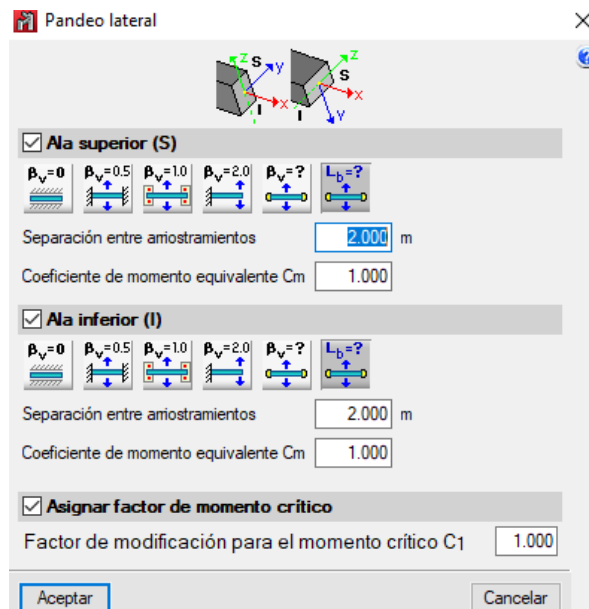 Pandeo lateral
z S y x I
z S x I y
Ala superior (S)
βv=0 βv=0.5 βv=1.0 βv=2.0 βv=? Lb=?
Separación entre arriostramientos 2.000 m
Coeficiente de momento equivalente Cm 1.000
Ala inferior (I)
βv=0 βv=0.5 βv=1.0 βv=2.0 βv=? Lb=?
Separación entre arriostramientos 2.000 m
Coeficiente de momento equivalente Cm 1.000
Asignar factor de momento crítico
Factor de modificación para el momento crítico C1 1.000
Aceptar Cancelar